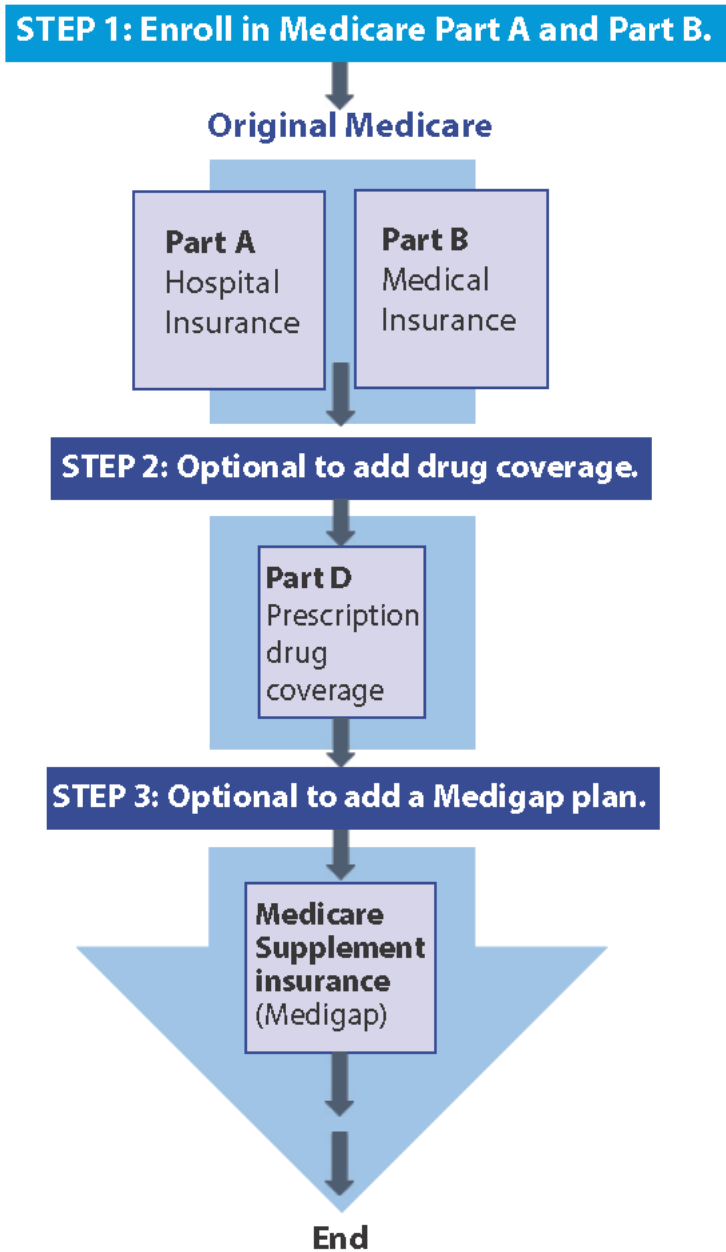 STEP 1: Enroll in Medicare Part A and Part B.
Original Medicare
Part A
Hospital
Insurance
Part B
Medical
Insurance
STEP 2: Optional to add drug coverage.
Part D
Prescription
drug
coverage
STEP 3: Optional to add a Medigap plan.
Medicare
Supplement
insurance
(Medigap)
End